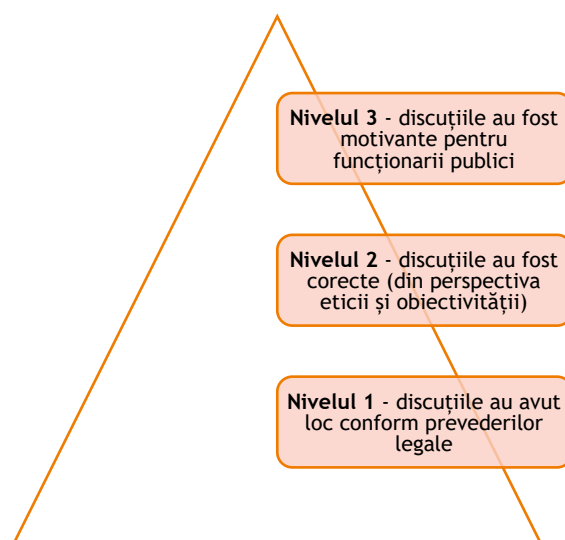 Nivelul 3 - discuțiile au fost
motivante pentru
funcționarii publici
Nivelul 2 - discuțiile au fost
corecte (din perspectiva
eticii și obiectivității)
Nivelul 1 - discuțiile au avut
loc conform prevederilor
legale